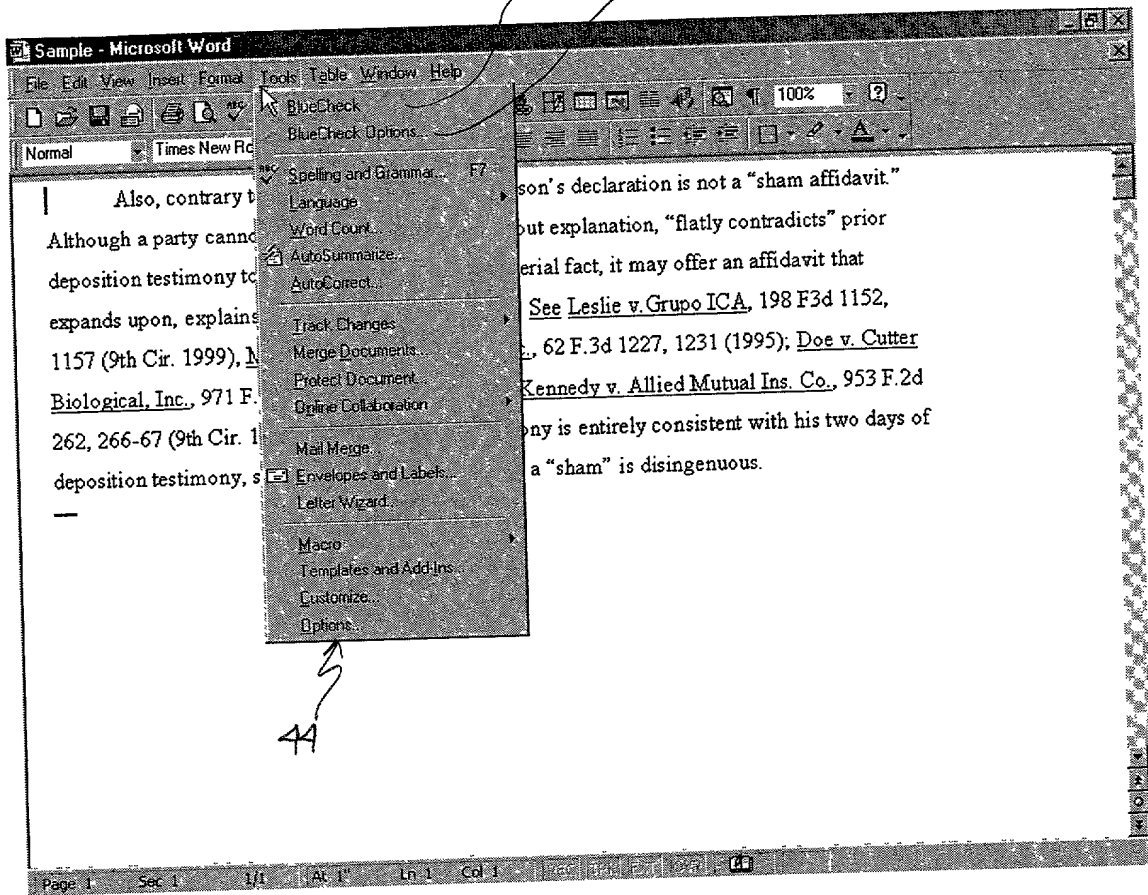 Sample - Microsoft Word
File Edit View Insert Format Tools Table Window Help
100%
Normal Times New Ro
BlueCheck
BlueCheck Options...
Spelling and Grammar... F7
Language
Word Count...
AutoSummarize...
AutoCorrect...
Track Changes
Merge Documents...
Protect Document...
Online Collaboration
Mail Merge...
Envelopes and Labels...
Letter Wizard...
Macro
Templates and Add-Ins...
Customize...
Options...
Also, contrary t son's declaration is not a “sham affidavit.”
Although a party canno out explanation, “flatly contradicts” prior
deposition testimony to erial fact, it may offer an affidavit that
expands upon, explains See Leslie v. Grupo ICA, 198 F3d 1152,
1157 (9th Cir. 1999), M ., 62 F.3d 1227, 1231 (1995); Doe v. Cutter
Biological, Inc., 971 F. Kennedy v. Allied Mutual Ins. Co., 953 F.2d
262, 266-67 (9th Cir. 1 ony is entirely consistent with his two days of
deposition testimony, s a “sham” is disingenuous.
44
Page 1 Sec 1 1/1 At 1" Ln 1 Col 1